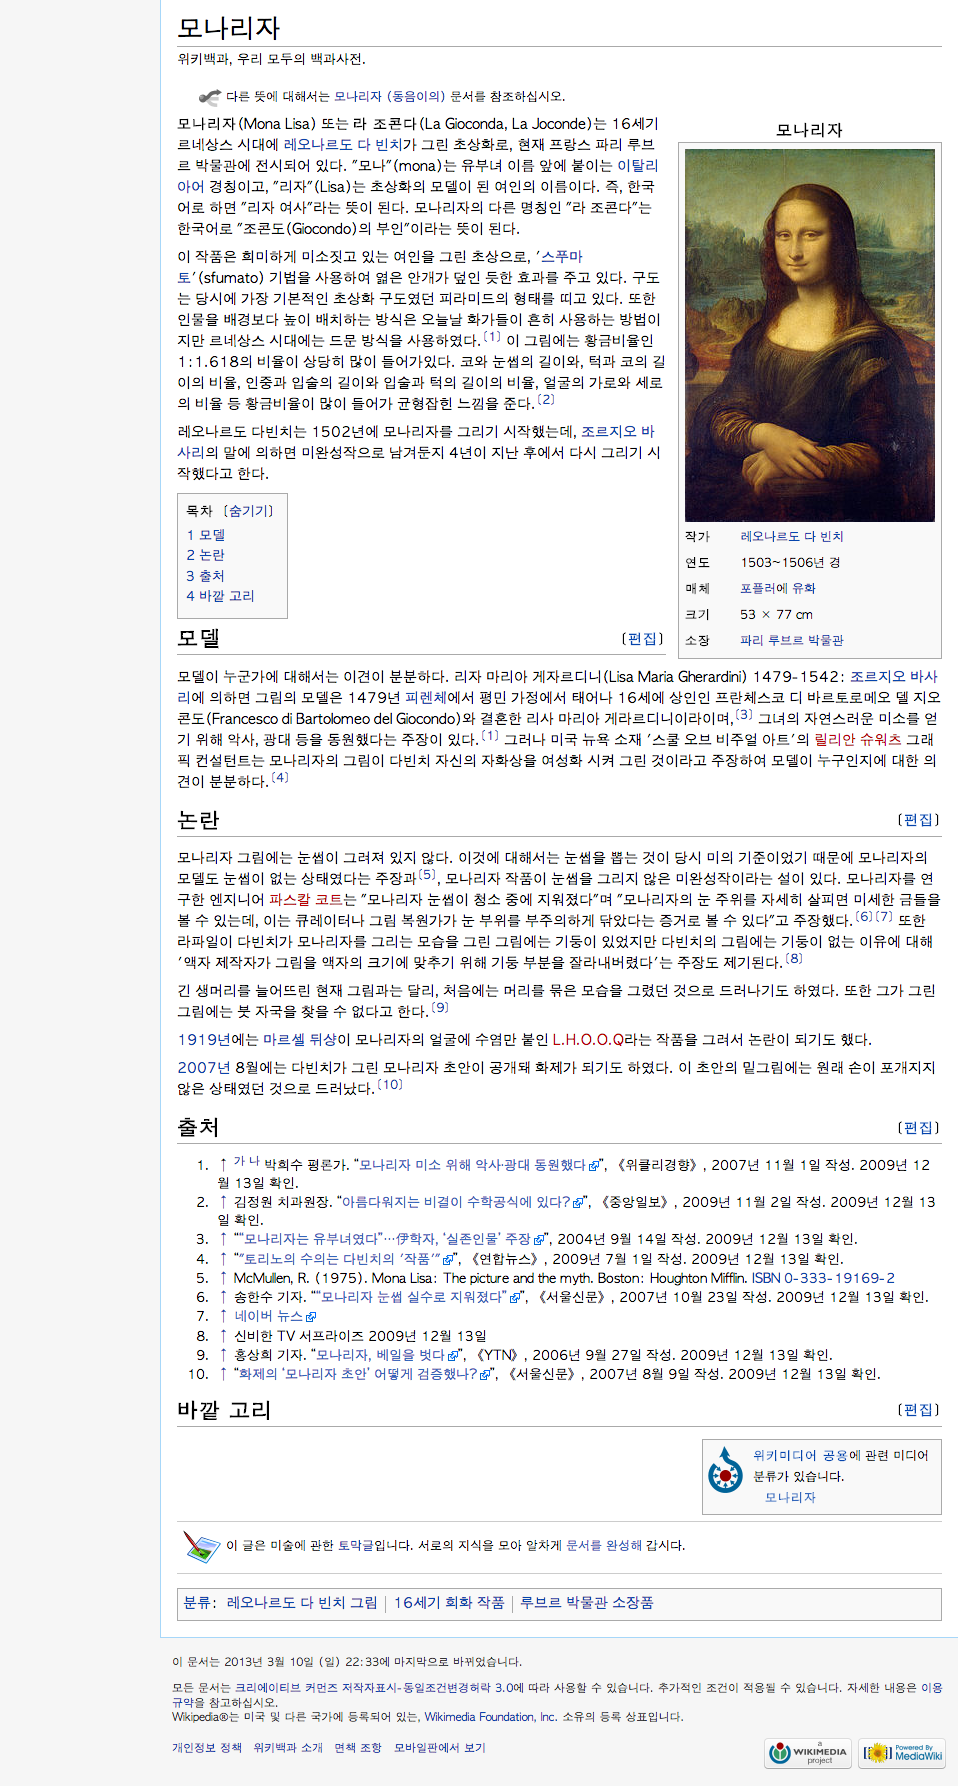 모나리자
위키백과, 우리 모두의 백과사전.
다른 뜻에 대해서는 모나리자 (동음이의) 문서를 참조하십시오.
모나리자(Mona Lisa) 또는 라 조콘다(La Gioconda, La Joconde)는 16세기
르네상스 시대에 레오나르도 다 빈치가 그린 초상화로, 현재 프랑스 파리 루브
르 박물관에 전시되어 있다. "모나"(mona)는 유부녀 이름 앞에 붙이는 이탈리
아어 경칭이고, "리자"(Lisa)는 초상화의 모델이 된 여인의 이름이다. 즉, 한국
어로 하면 "리자 여사"라는 뜻이 된다. 모나리자의 다른 명칭인 "라 조콘다"는
한국어로 "조콘도(Giocondo)의 부인"이라는 뜻이 된다.
이 작품은 희미하게 미소짓고 있는 여인을 그린 초상으로, '스푸마
토'(sfumato) 기법을 사용하여 엷은 안개가 덮인 듯한 효과를 주고 있다. 구도
는 당시에 가장 기본적인 초상화 구도였던 피라미드의 형태를 띠고 있다. 또한
인물을 배경보다 높이 배치하는 방식은 오늘날 화가들이 흔히 사용하는 방법이
지만 르네상스 시대에는 드문 방식을 사용하였다.[1] 이 그림에는 황금비율인
1:1.618의 비율이 상당히 많이 들어가있다. 코와 눈썹의 길이와, 턱과 코의 길
이의 비율, 인중과 입술의 길이와 입술과 턱의 길이의 비율, 얼굴의 가로와 세로
의 비율 등 황금비율이 많이 들어가 균형잡힌 느낌을 준다.[2]
레오나르도 다빈치는 1502년에 모나리자를 그리기 시작했는데, 조르지오 바
사리의 말에 의하면 미완성작으로 남겨둔지 4년이 지난 후에서 다시 그리기 시
작했다고 한다.
모나리자
작가 레오나르도 다 빈치
연도 1503~1506년 경
매체 포플러에 유화
크기 53 × 77 cm
소장 파리 루브르 박물관
목차 [숨기기]
1 모델
2 논란
3 출처
4 바깥 고리
모델 [편집]
모델이 누군가에 대해서는 이견이 분분하다. 리자 마리아 게자르디니(Lisa Maria Gherardini) 1479-1542: 조르지오 바사
리에 의하면 그림의 모델은 1479년 피렌체에서 평민 가정에서 태어나 16세에 상인인 프란체스코 디 바르토로메오 델 지오
콘도(Francesco di Bartolomeo del Giocondo)와 결혼한 리사 마리아 게라르디니이라이며,[3] 그녀의 자연스러운 미소를 얻
기 위해 악사, 광대 등을 동원했다는 주장이 있다.[1] 그러나 미국 뉴욕 소재 '스쿨 오브 비주얼 아트'의 릴리안 슈워츠 그래
픽 컨설턴트는 모나리자의 그림이 다빈치 자신의 자화상을 여성화 시켜 그린 것이라고 주장하여 모델이 누구인지에 대한 의
견이 분분하다.[4]
논란 [편집]
모나리자 그림에는 눈썹이 그려져 있지 않다. 이것에 대해서는 눈썹을 뽑는 것이 당시 미의 기준이었기 때문에 모나리자의
모델도 눈썹이 없는 상태였다는 주장과[5], 모나리자 작품이 눈썹을 그리지 않은 미완성작이라는 설이 있다. 모나리자를 연
구한 엔지니어 파스칼 코트는 "모나리자 눈썹이 청소 중에 지워졌다"며 "모나리자의 눈 주위를 자세히 살피면 미세한 금들을
볼 수 있는데, 이는 큐레이터나 그림 복원가가 눈 부위를 부주의하게 닦았다는 증거로 볼 수 있다"고 주장했다.[6][7] 또한
라파일이 다빈치가 모나리자를 그리는 모습을 그린 그림에는 기둥이 있었지만 다빈치의 그림에는 기둥이 없는 이유에 대해
'액자 제작자가 그림을 액자의 크기에 맞추기 위해 기둥 부분을 잘라내버렸다'는 주장도 제기된다.[8]
긴 생머리를 늘어뜨린 현재 그림과는 달리, 처음에는 머리를 묶은 모습을 그렸던 것으로 드러나기도 하였다. 또한 그가 그린
그림에는 붓 자국을 찾을 수 없다고 한다.[9]
1919년에는 마르셀 뒤샹이 모나리자의 얼굴에 수염만 붙인 L.H.O.O.Q라는 작품을 그려서 논란이 되기도 했다.
2007년 8월에는 다빈치가 그린 모나리자 초안이 공개돼 화제가 되기도 하였다. 이 초안의 밑그림에는 원래 손이 포개지지
않은 상태였던 것으로 드러났다.[10]
출처 [편집]
1. ↑ 가 나 박희수 평론가. “모나리자 미소 위해 악사·광대 동원했다”, 《위클리경향》, 2007년 11월 1일 작성. 2009년 12
월 13일 확인.
2. ↑ 김정원 치과원장. “아름다워지는 비결이 수학공식에 있다?”, 《중앙일보》, 2009년 11월 2일 작성. 2009년 12월 13
일 확인.
3. ↑ ““모나리자는 유부녀였다”…伊학자, ‘실존인물’ 주장”, 2004년 9월 14일 작성. 2009년 12월 13일 확인.
4. ↑ “"토리노의 수의는 다빈치의 '작품'"”, 《연합뉴스》, 2009년 7월 1일 작성. 2009년 12월 13일 확인.
5. ↑ McMullen, R. (1975). Mona Lisa: The picture and the myth. Boston: Houghton Mifflin. ISBN 0-333-19169-2
6. ↑ 송한수 기자. ““모나리자 눈썹 실수로 지워졌다””, 《서울신문》, 2007년 10월 23일 작성. 2009년 12월 13일 확인.
7. ↑ 네이버 뉴스
8. ↑ 신비한 TV 서프라이즈 2009년 12월 13일
9. ↑ 홍상희 기자. “모나리자, 베일을 벗다”, 《YTN》, 2006년 9월 27일 작성. 2009년 12월 13일 확인.
10. ↑ “화제의 ‘모나리자 초안’ 어떻게 검증했나?”, 《서울신문》, 2007년 8월 9일 작성. 2009년 12월 13일 확인.
바깥 고리 [편집]
위키미디어 공용에 관련 미디어
분류가 있습니다.
모나리자
이 글은 미술에 관한 토막글입니다. 서로의 지식을 모아 알차게 문서를 완성해 갑시다.
분류: 레오나르도 다 빈치 그림 | 16세기 회화 작품 | 루브르 박물관 소장품
이 문서는 2013년 3월 10일 (일) 22:33에 마지막으로 바뀌었습니다.
모든 문서는 크리에이티브 커먼즈 저작자표시-동일조건변경허락 3.0에 따라 사용할 수 있습니다. 추가적인 조건이 적용될 수 있습니다. 자세한 내용은 이용
규약을 참고하십시오.
Wikipedia®는 미국 및 다른 국가에 등록되어 있는, Wikimedia Foundation, Inc. 소유의 등록 상표입니다.
개인정보 정책 위키백과 소개 면책 조항 모바일판에서 보기
a WIKIMEDIA project
Powered By MediaWiki